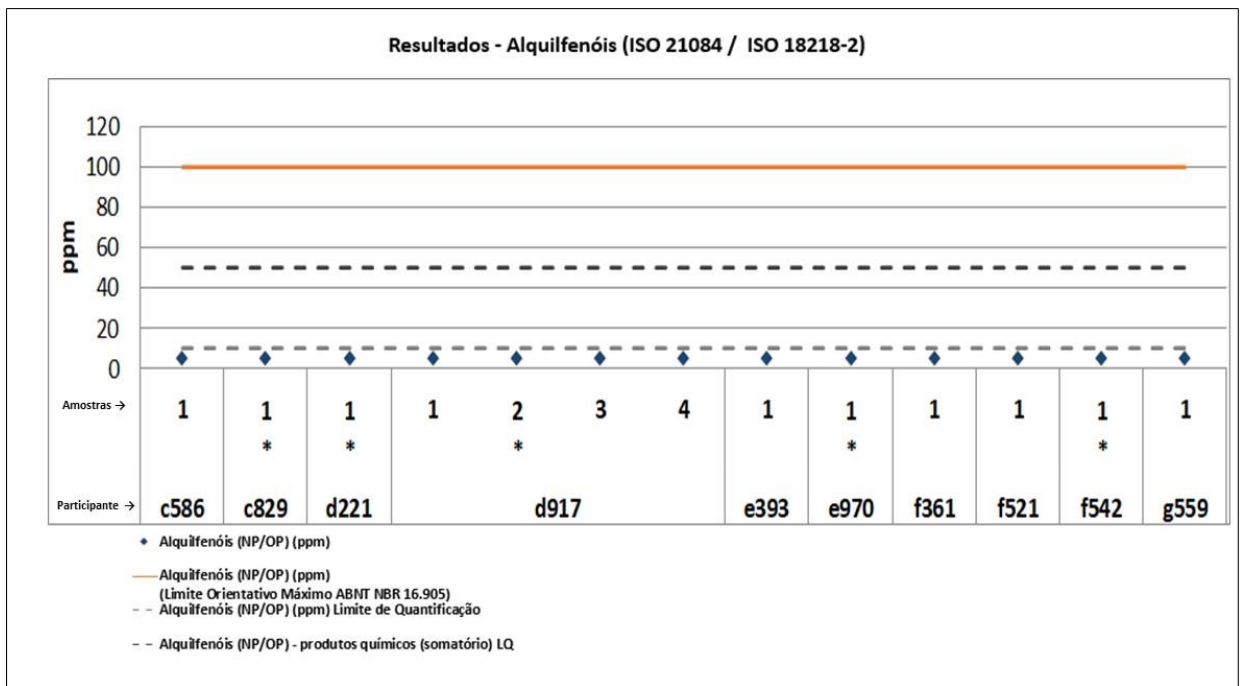 Resultados - Alquilfenóis (ISO 21084 / ISO 18218-2)
120
100
80
60
40
20
0
ppm
Amostras → 1 1 1 1 2 3 4 1 1 1 1 1 1
* * * * *
Participante → c586 c829 d221 d917 e393 e970 f361 f521 f542 g559
Alquilfenóis (NP/OP) (ppm)
Alquilfenóis (NP/OP) (ppm)
(Limite Orientativo Máximo ABNT NBR 16.905)
Alquilfenóis (NP/OP) (ppm) Limite de Quantificação
Alquilfenóis (NP/OP) - produtos químicos (somatório) LQ